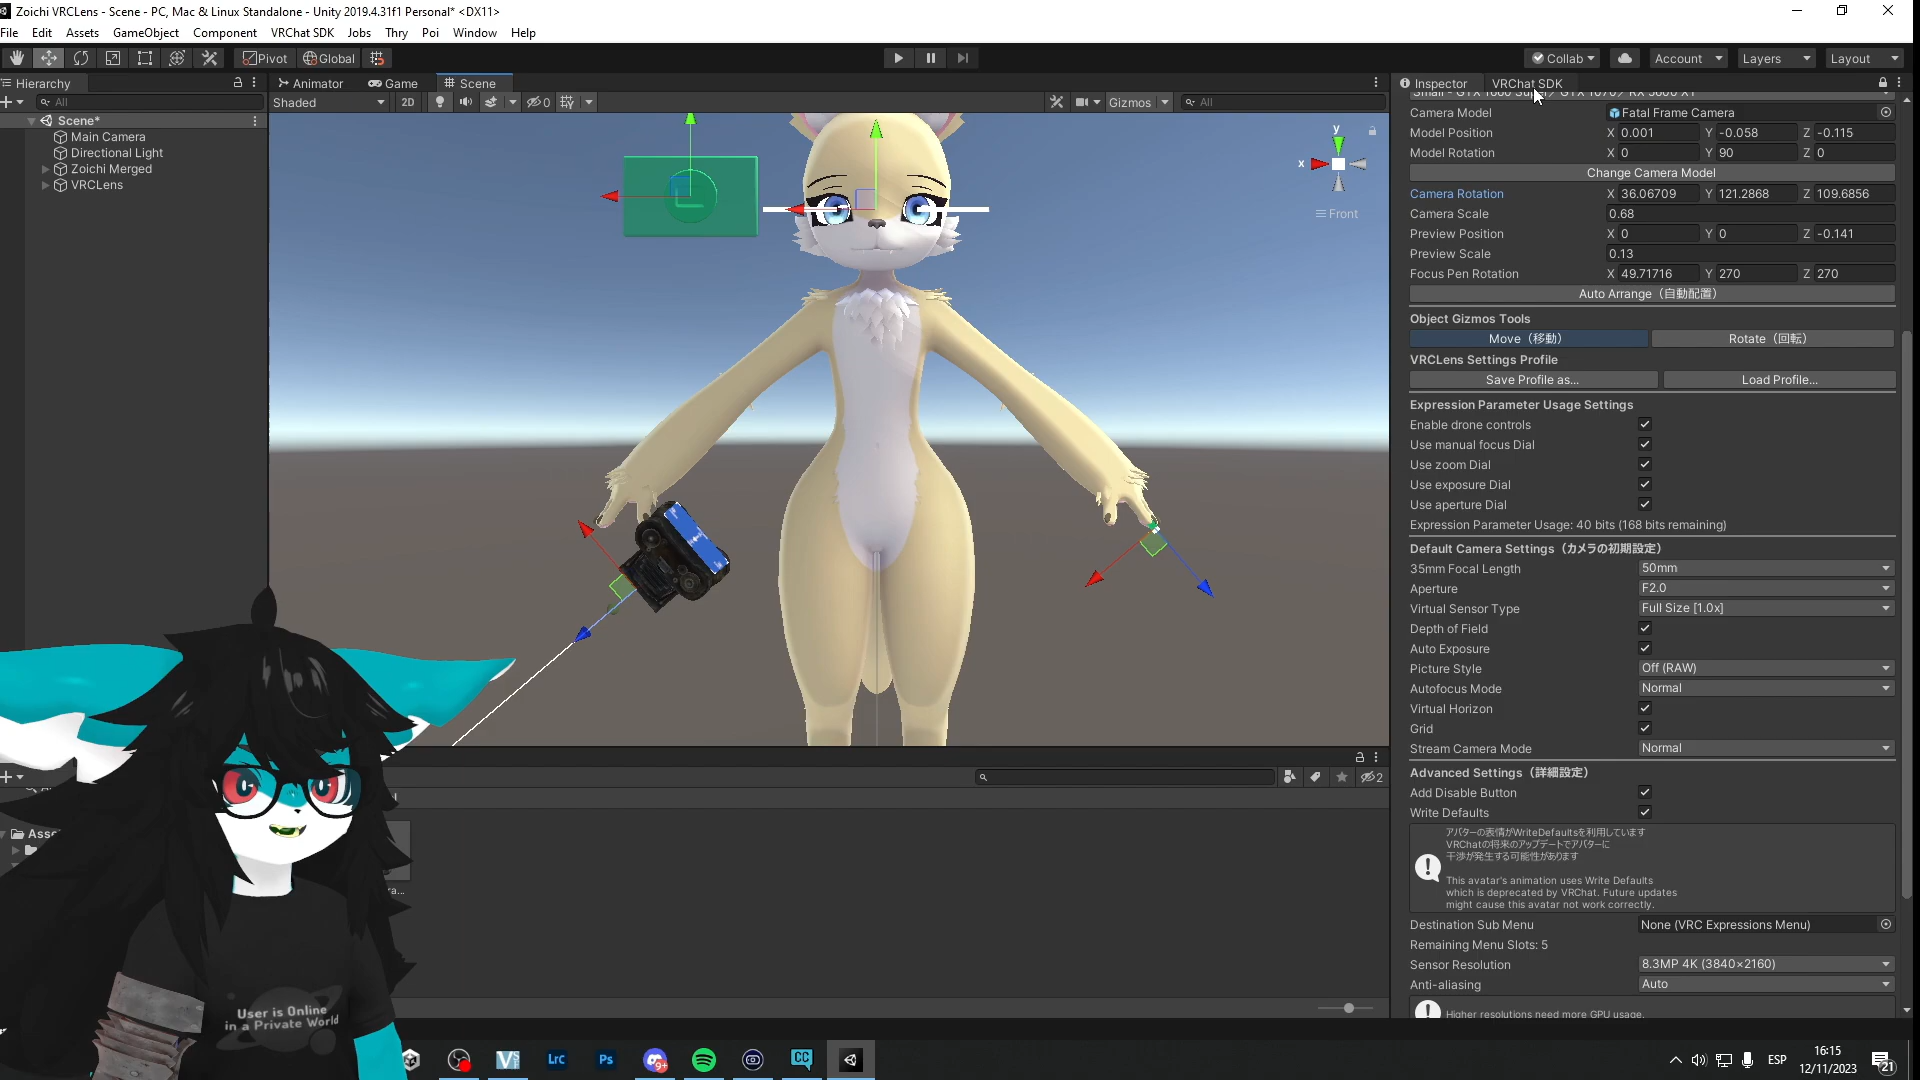 Zoichi VRCLens - Scene - PC, Mac & Linux Standalone - Unity 2019.4.31f1 Personal* <DX11>
File Edit Assets GameObject Component VRChat SDK Jobs Thry Poi Window Help
Pivot Global Collab Account Layers Layout
Hierarchy Animator Game Scene Inspector VRChat SDK
All Shaded 2D 0 Gizmos All
Scene*
Main Camera
Directional Light
Zoichi Merged
VRCLens
y
x
Front
Camera Model Fatal Frame Camera
Model Position X 0.001 Y -0.058 Z -0.115
Model Rotation X 0 Y 90 Z 0
Change Camera Model
Camera Rotation X 36.06709 Y 121.2868 Z 109.6856
Camera Scale 0.68
Preview Position X 0 Y 0 Z -0.141
Preview Scale 0.13
Focus Pen Rotation X 49.71716 Y 270 Z 270
Auto Arrange（自動配置）
Object Gizmos Tools
Move（移動） Rotate（回転）
VRCLens Settings Profile
Save Profile as... Load Profile...
Expression Parameter Usage Settings
Enable drone controls
Use manual focus Dial
Use zoom Dial
Use exposure Dial
Use aperture Dial
Expression Parameter Usage: 40 bits (168 bits remaining)
Default Camera Settings（カメラの初期設定）
35mm Focal Length 50mm
Aperture F2.0
Virtual Sensor Type Full Size [1.0x]
Depth of Field
Auto Exposure
Picture Style Off (RAW)
Autofocus Mode Normal
Virtual Horizon
Grid
Stream Camera Mode Normal
Advanced Settings（詳細設定）
Add Disable Button
Write Defaults
アバターの表情がWriteDefaultsを利用しています
VRChatの将来のアップデートでアバターに
干渉が発生する可能性があります
This avatar's animation uses Write Defaults
which is deprecated by VRChat. Future updates
might cause this avatar not work correctly.
Destination Sub Menu None (VRC Expressions Menu)
Remaining Menu Slots: 5
Sensor Resolution 8.3MP 4K (3840×2160)
Anti-aliasing Auto
Higher resolutions need more GPU usage.
2
User is Online
in a Private World
Lrc Ps 9+ CC
ESP
16:15
12/11/2023
21